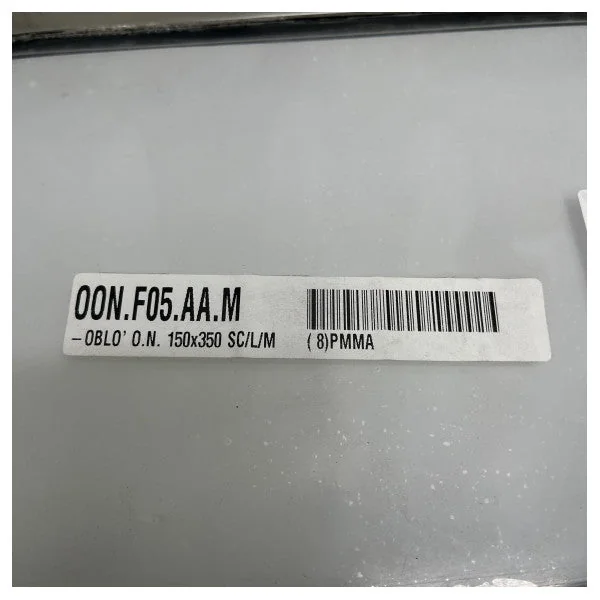 OON.F05.AA.M
– OBLO' O.N. 150x350 SC/L/M ( 8)PMMA